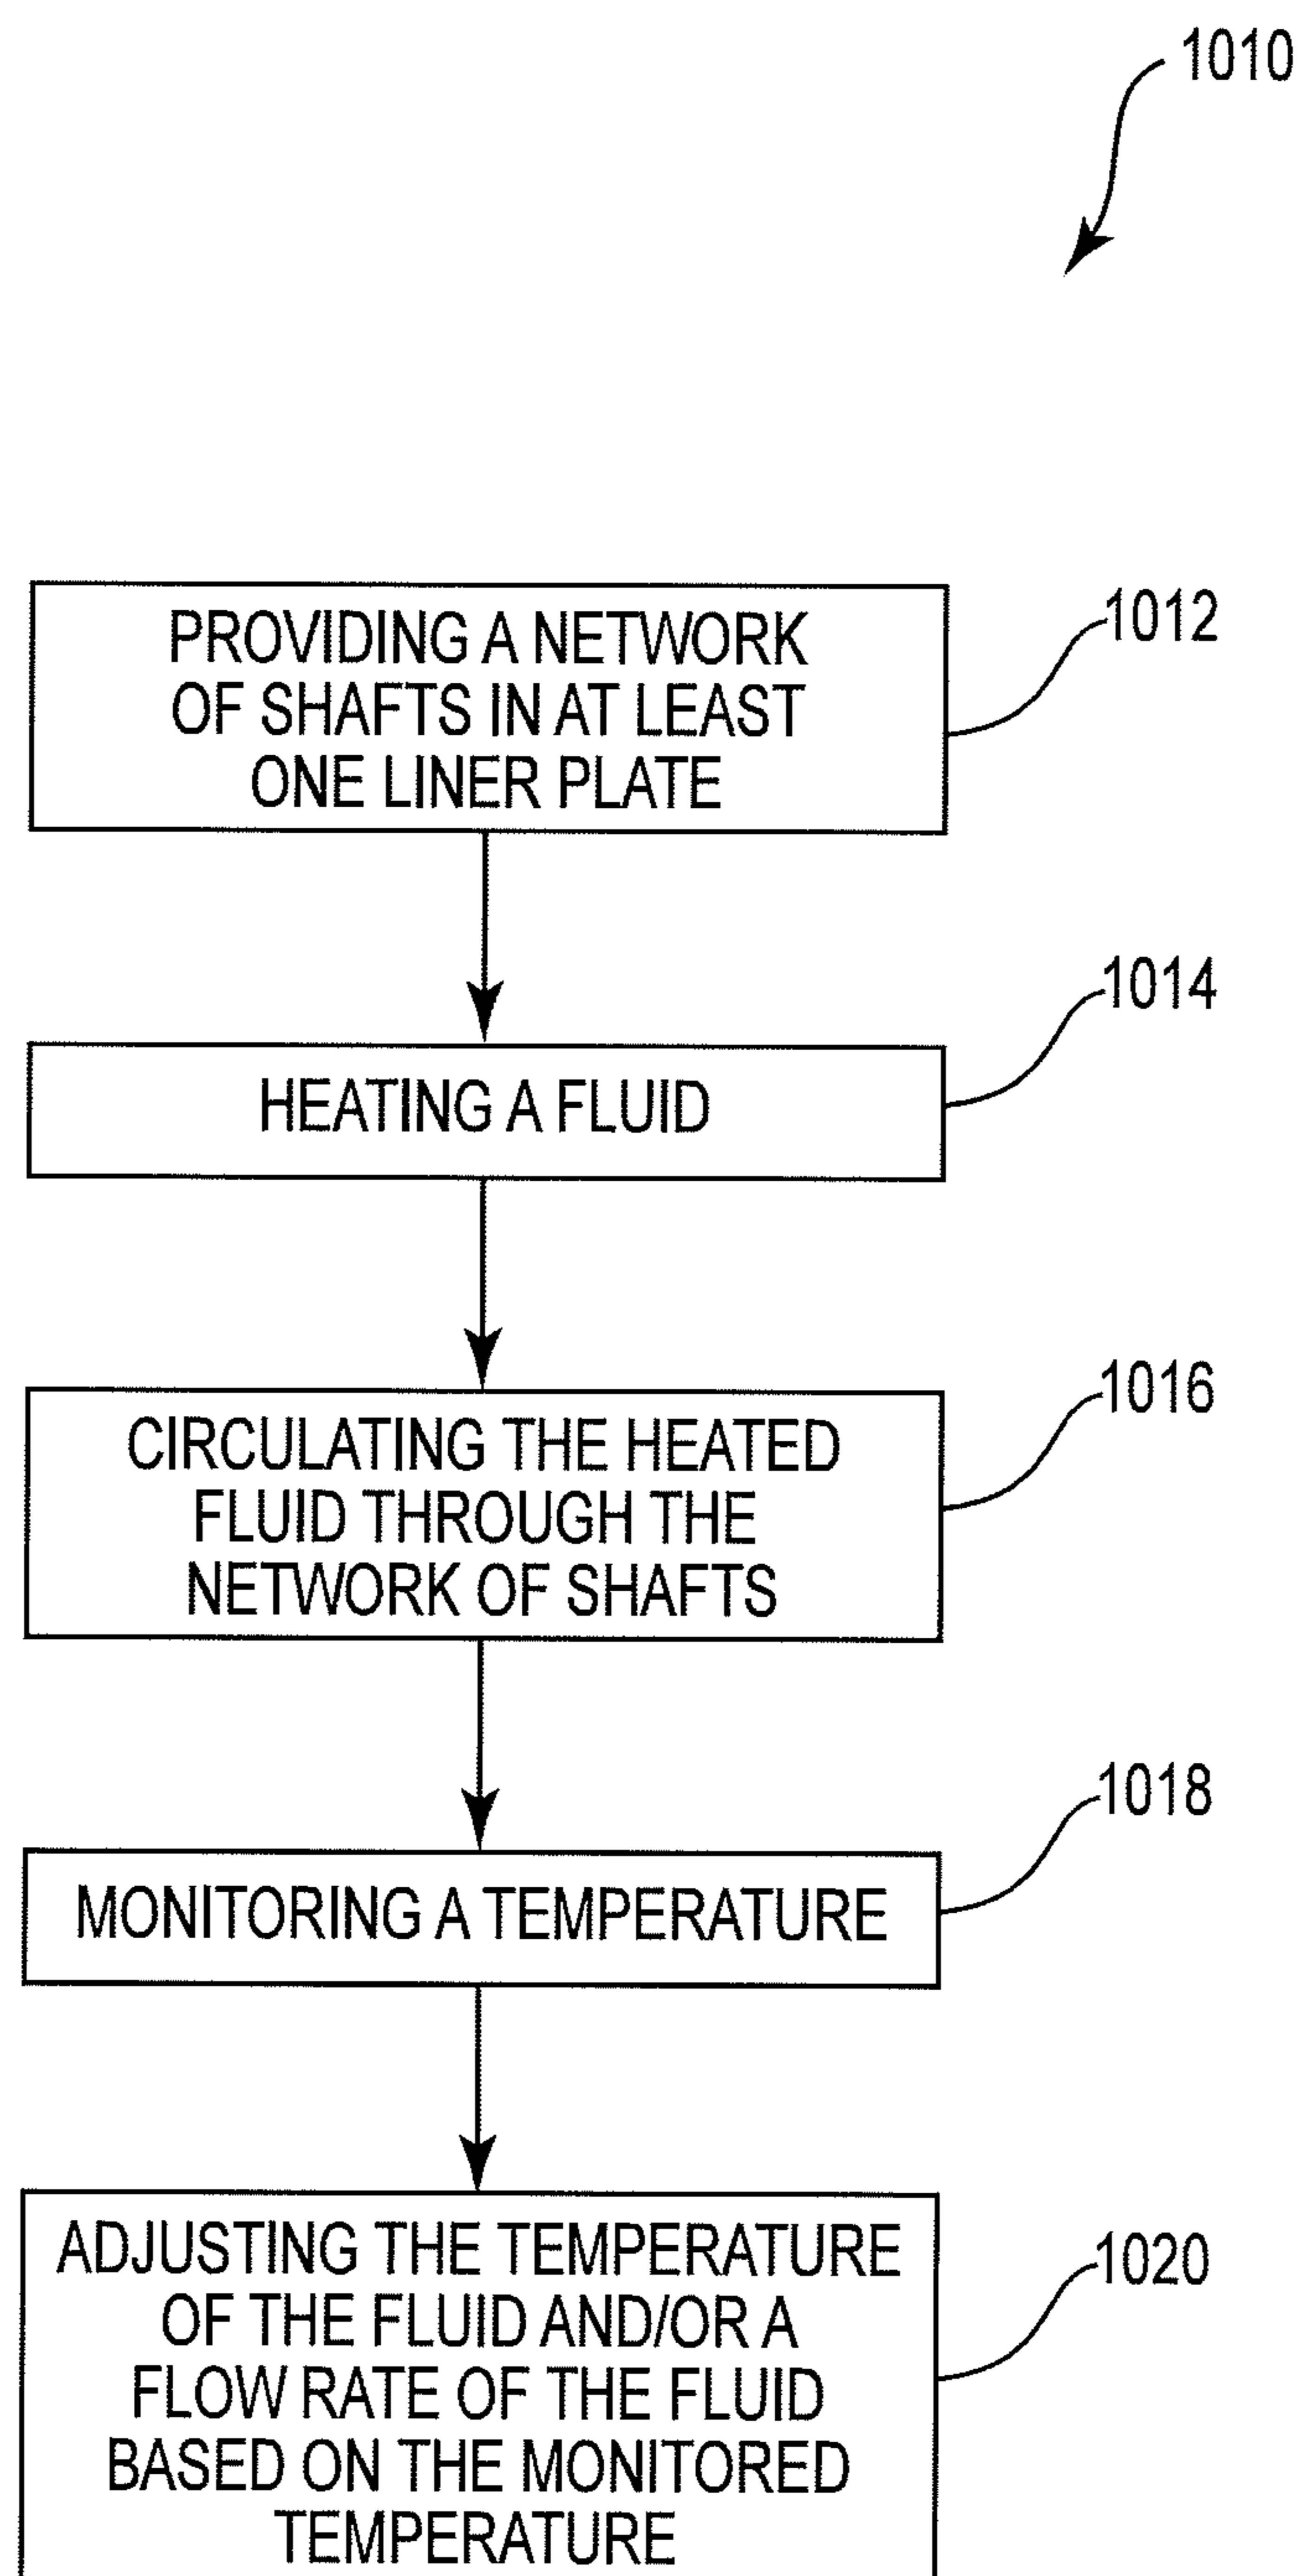 1010
PROVIDING A NETWORK
OF SHAFTS IN AT LEAST
ONE LINER PLATE
1012
HEATING A FLUID
1014
CIRCULATING THE HEATED
FLUID THROUGH THE
NETWORK OF SHAFTS
1016
MONITORING A TEMPERATURE
1018
ADJUSTING THE TEMPERATURE
OF THE FLUID AND/OR A
FLOW RATE OF THE FLUID
BASED ON THE MONITORED
TEMPERATURE
1020